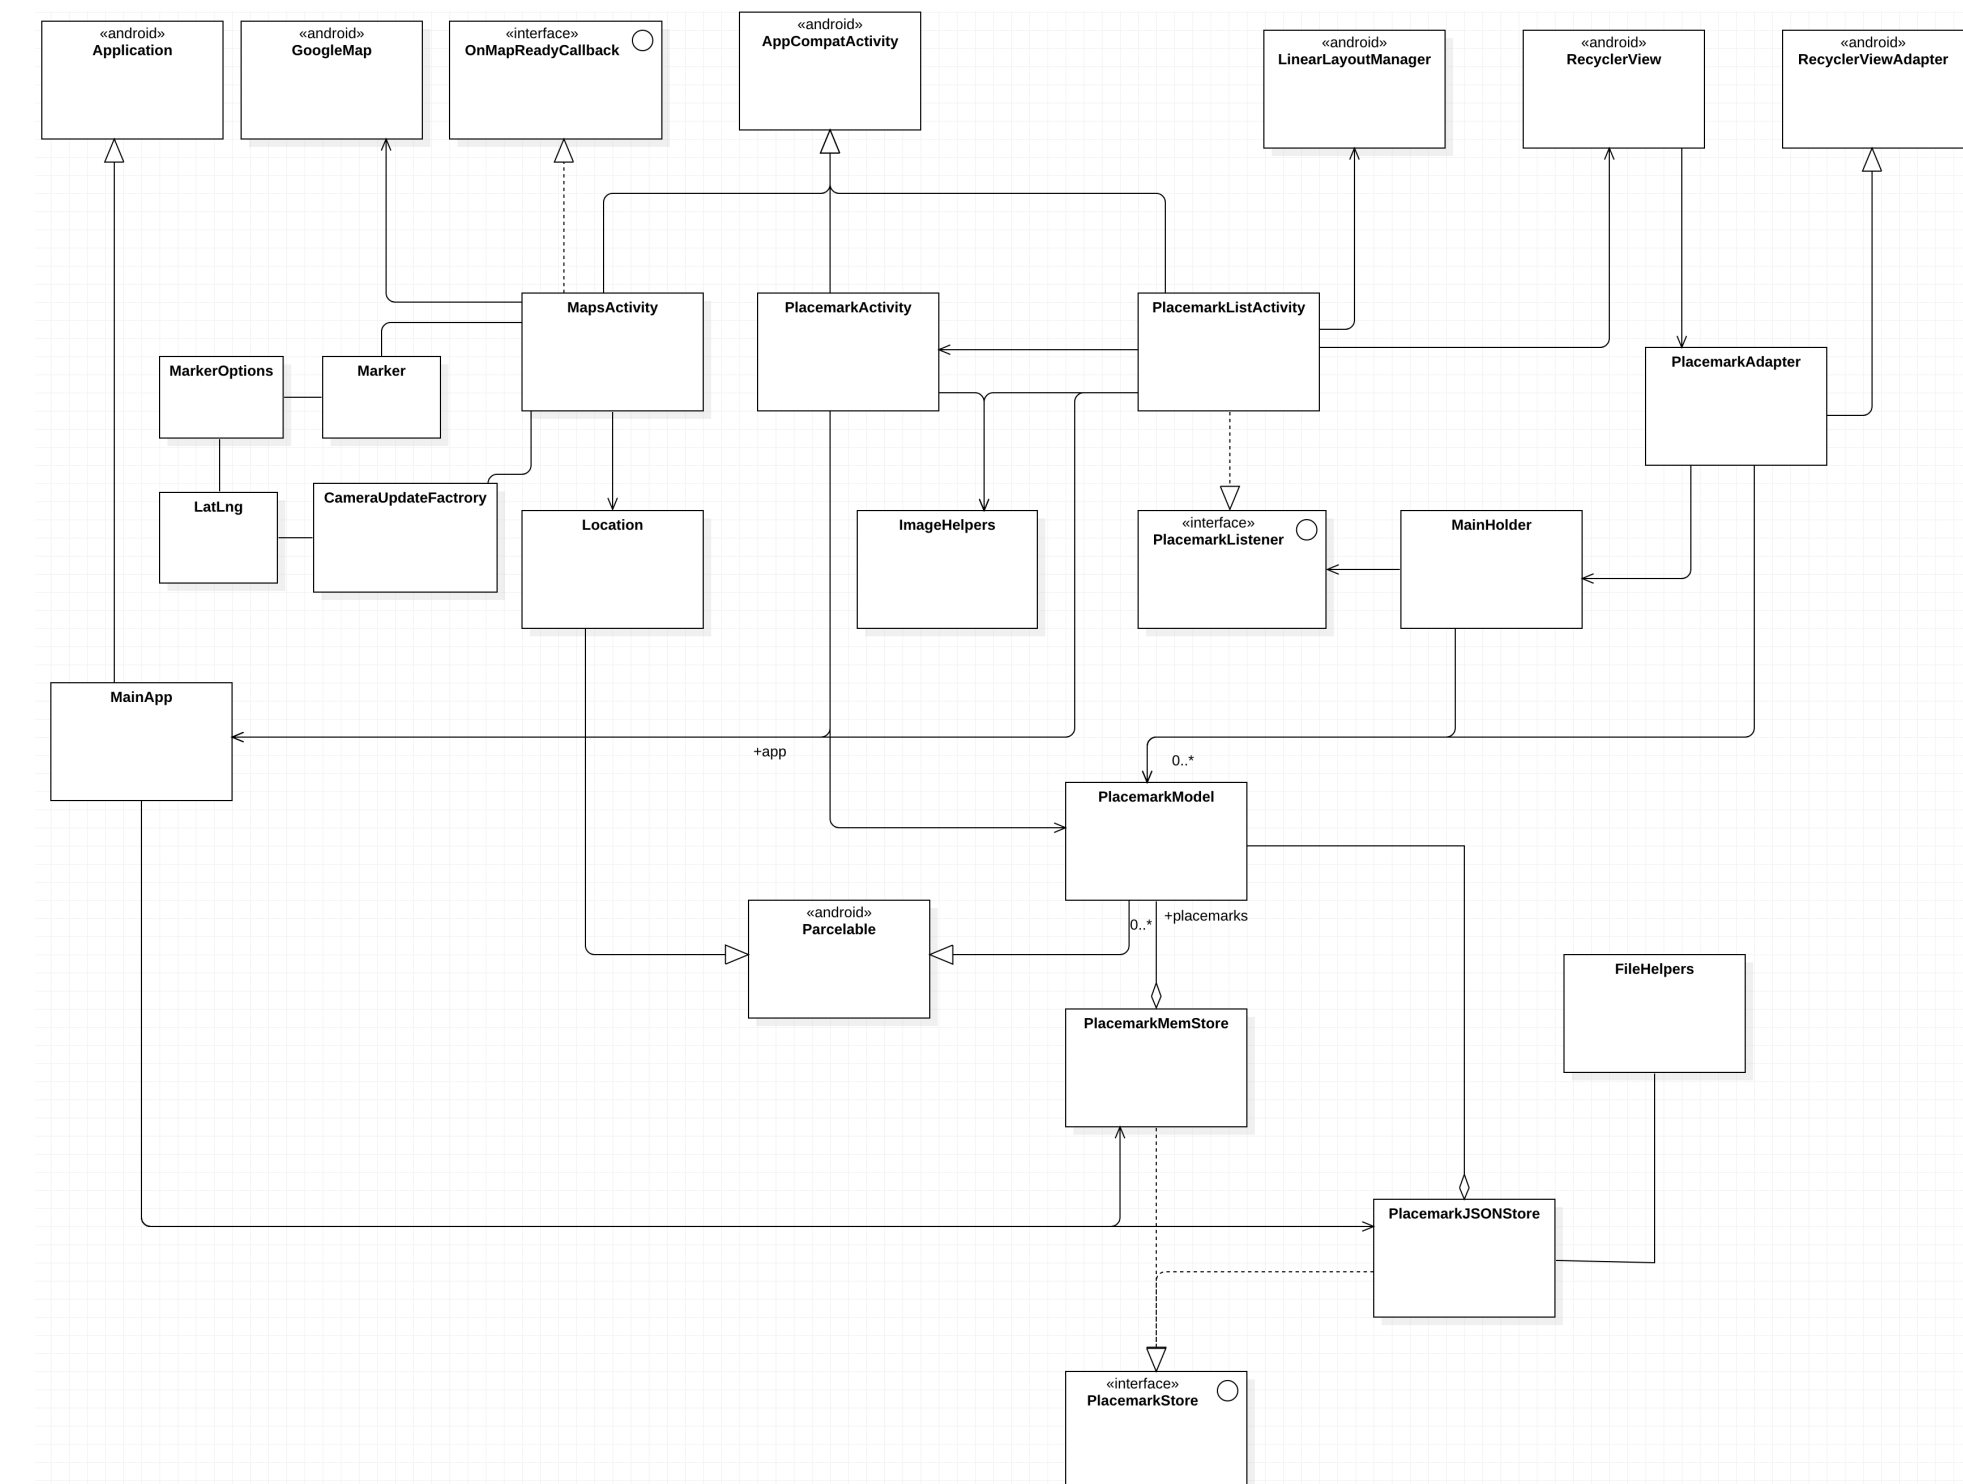 «android»
Application
«android»
GoogleMap
«interface»
OnMapReadyCallback
«android»
AppCompatActivity
«android»
LinearLayoutManager
«android»
RecyclerView
«android»
RecyclerViewAdapter
MapsActivity
PlacemarkActivity
PlacemarkListActivity
MarkerOptions
Marker
PlacemarkAdapter
LatLng
CameraUpdateFactrory
Location
ImageHelpers
«interface»
PlacemarkListener
MainHolder
MainApp
+app
0..*
PlacemarkModel
«android»
Parcelable
0..*
+placemarks
FileHelpers
PlacemarkMemStore
PlacemarkJSONStore
«interface»
PlacemarkStore